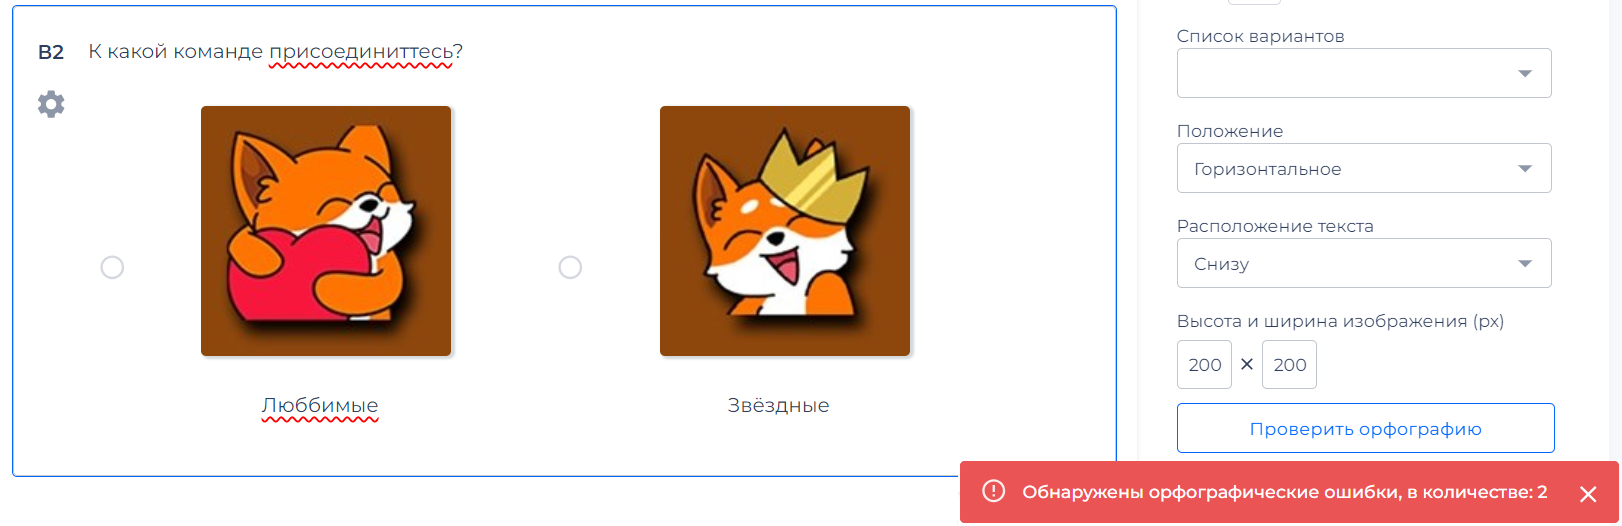 B2 К какой команде присоединиттесь?
Люббимые
Звёздные
Список вариантов
Положение
Горизонтальное
Расположение текста
Снизу
Высота и ширина изображения (px)
200 × 200
Проверить орфографию
Обнаружены орфографические ошибки, в количестве: 2